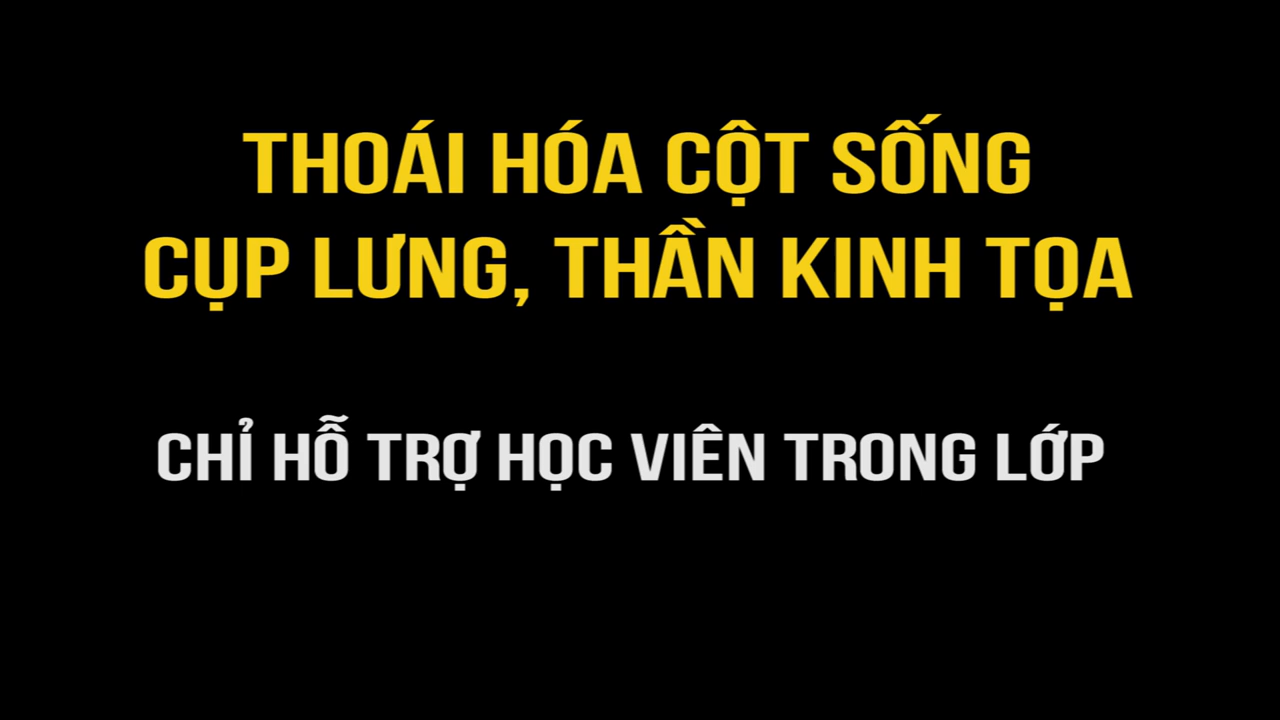 THOÁI HÓA CỘT SỐNG
CỤP LƯNG, THẦN KINH TỌA
CHỈ HỖ TRỢ HỌC VIÊN TRONG LỚP